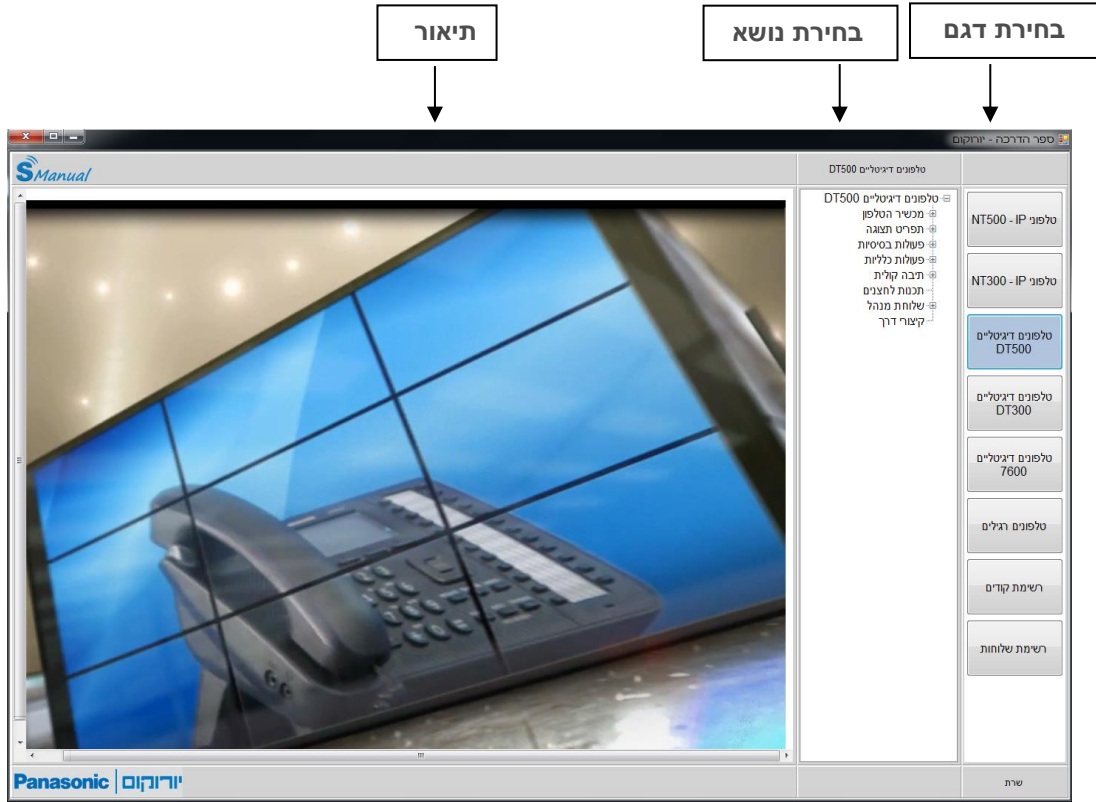 בחירת דגם
בחירת נושא
תיאור
ספר הדרכה - יורוקום
טלפונים דיגיטליים DT500
SManual
טלפוני NT500 - IP
טלפוני NT300 - IP
טלפונים דיגיטליים
DT500
טלפונים דיגיטליים
DT300
טלפונים דיגיטליים
7600
טלפונים רגילים
רשימת קודים
רשימת שלוחות
טלפונים דיגיטליים DT500
מכשיר הטלפון
תפריט תצוגה
פעולות בסיסיות
פעולות כלליות
תיבה קולית
תכנות לחצנים
שלוחת מנהל
קיצורי דרך
שרת
Panasonic | יורוקום